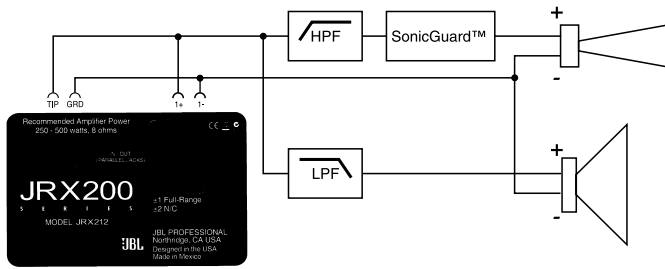 HPF
SonicGuard™
+
-
TIP GRD 1+ 1-
Recommended Amplifier Power
250 - 500 watts, 8 ohms
IN OUT
(PARALLEL JACKS)
JRX200
SERIES
MODEL JRX212
±1 Full-Range
±2 N/C
JBL
JBL PROFESSIONAL
Northridge, CA USA
Designed in the USA
Made in Mexico
LPF
+
-